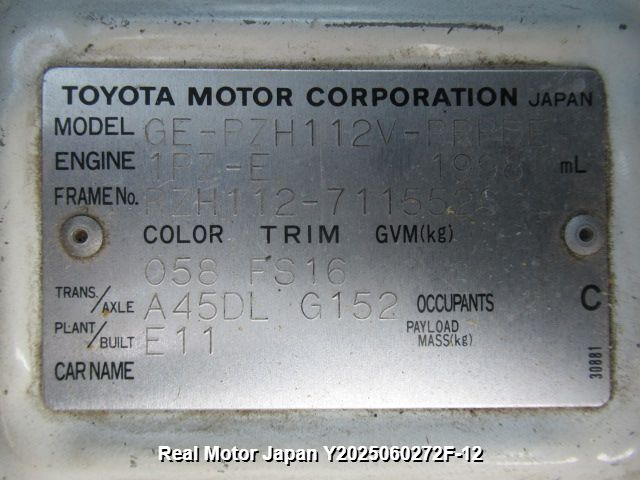 TOYOTA MOTOR CORPORATION JAPAN
MODEL GE-RZH112V-
ENGINE 1RZ-E 1998 mL
FRAME No. RZH112-7115528
COLOR TRIM GVM(kg)
058 FS16
TRANS./AXLE A45DL G152 OCCUPANTS C
PLANT/BUILT E11 PAYLOAD MASS(kg)
CAR NAME
30881
Real Motor Japan Y2025060272F-12